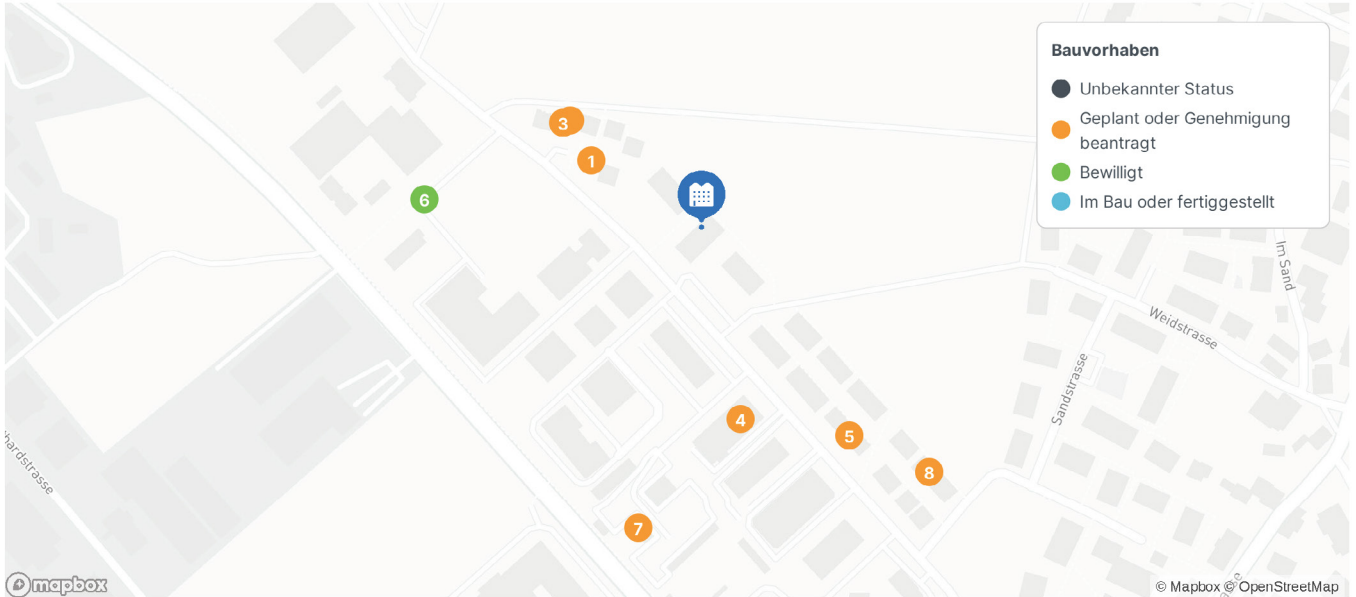 Bauvorhaben
Unbekannter Status
Geplant oder Genehmigung
beantragt
Bewilligt
Im Bau oder fertiggestellt
3
1
6
4
5
8
7
Im Sand
Weidstrasse
Sandstrasse
hardstrasse
mapbox
© Mapbox © OpenStreetMap